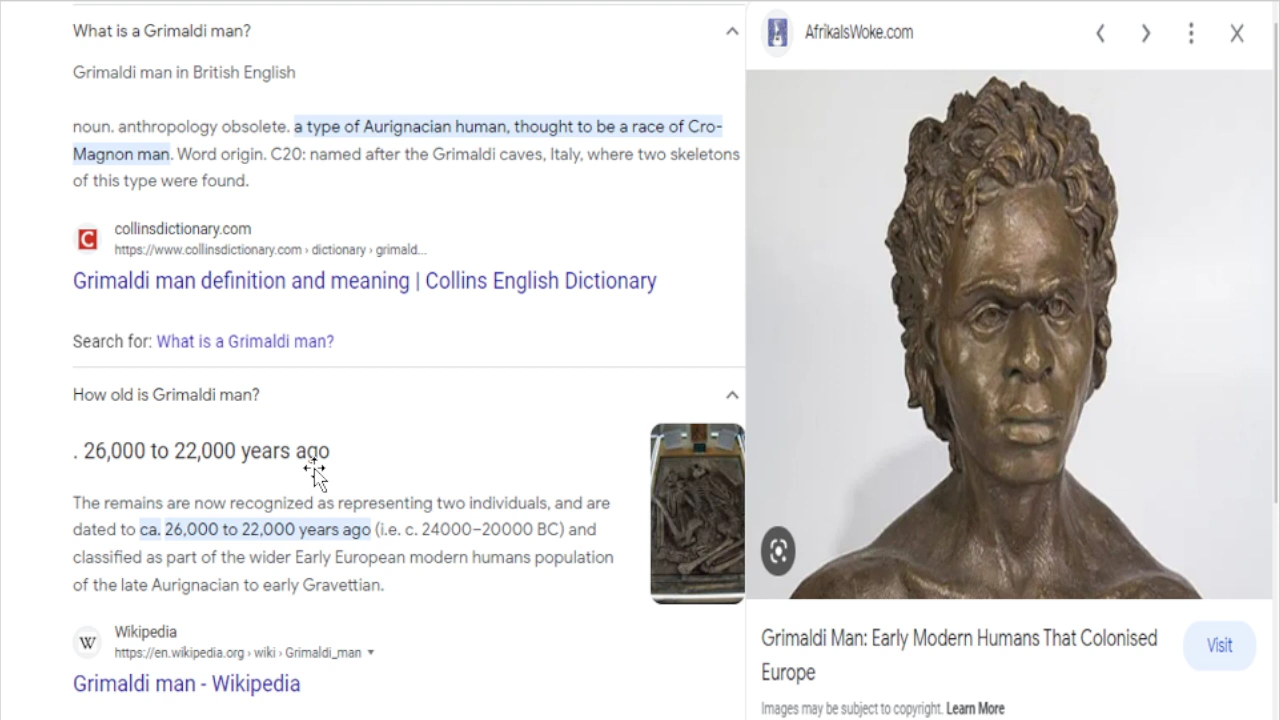 What is a Grimaldi man?
Grimaldi man in British English
noun. anthropology obsolete. a type of Aurignacian human, thought to be a race of Cro-
Magnon man. Word origin. C20: named after the Grimaldi caves, Italy, where two skeletons
of this type were found.
collinsdictionary.com
https://www.collinsdictionary.com › dictionary › grimald...
Grimaldi man definition and meaning | Collins English Dictionary
Search for: What is a Grimaldi man?
How old is Grimaldi man?
. 26,000 to 22,000 years ago
The remains are now recognized as representing two individuals, and are
dated to ca. 26,000 to 22,000 years ago (i.e. c. 24000–20000 BC) and
classified as part of the wider Early European modern humans population
of the late Aurignacian to early Gravettian.
W
Wikipedia
https://en.wikipedia.org › wiki › Grimaldi_man
Grimaldi man - Wikipedia
AfrikaIsWoke.com
Grimaldi Man: Early Modern Humans That Colonised
Europe
Visit
Images may be subject to copyright. Learn More